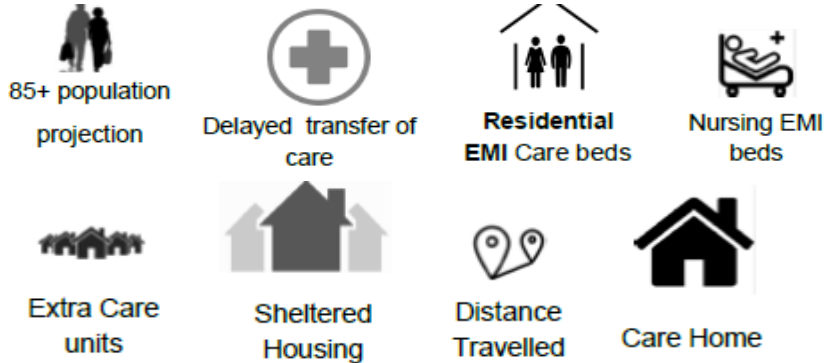 85+ population
projection
Delayed transfer of
care
Residential
EMI Care beds
Nursing EMI
beds
Extra Care
units
Sheltered
Housing
Distance
Travelled
Care Home